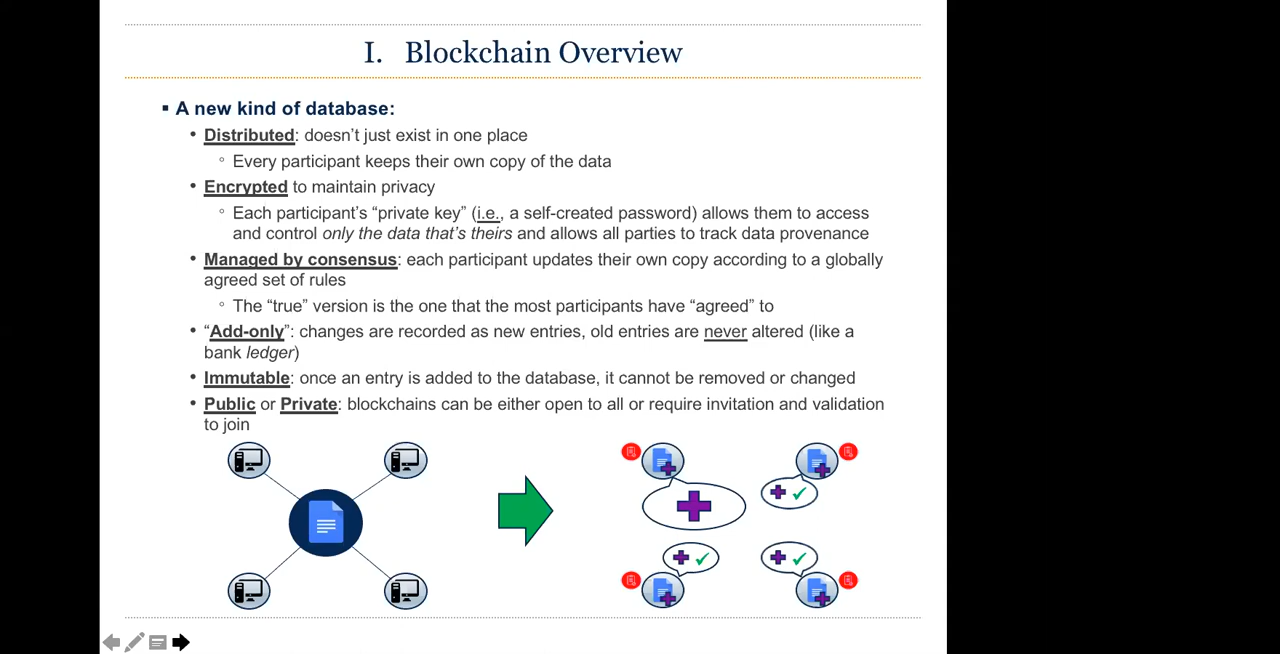 I. Blockchain Overview
▪ A new kind of database:
• Distributed: doesn’t just exist in one place
◦ Every participant keeps their own copy of the data
• Encrypted to maintain privacy
◦ Each participant’s “private key” (i.e., a self-created password) allows them to access
and control only the data that’s theirs and allows all parties to track data provenance
• Managed by consensus: each participant updates their own copy according to a globally
agreed set of rules
◦ The “true” version is the one that the most participants have “agreed” to
• “Add-only”: changes are recorded as new entries, old entries are never altered (like a
bank ledger)
• Immutable: once an entry is added to the database, it cannot be removed or changed
• Public or Private: blockchains can be either open to all or require invitation and validation
to join